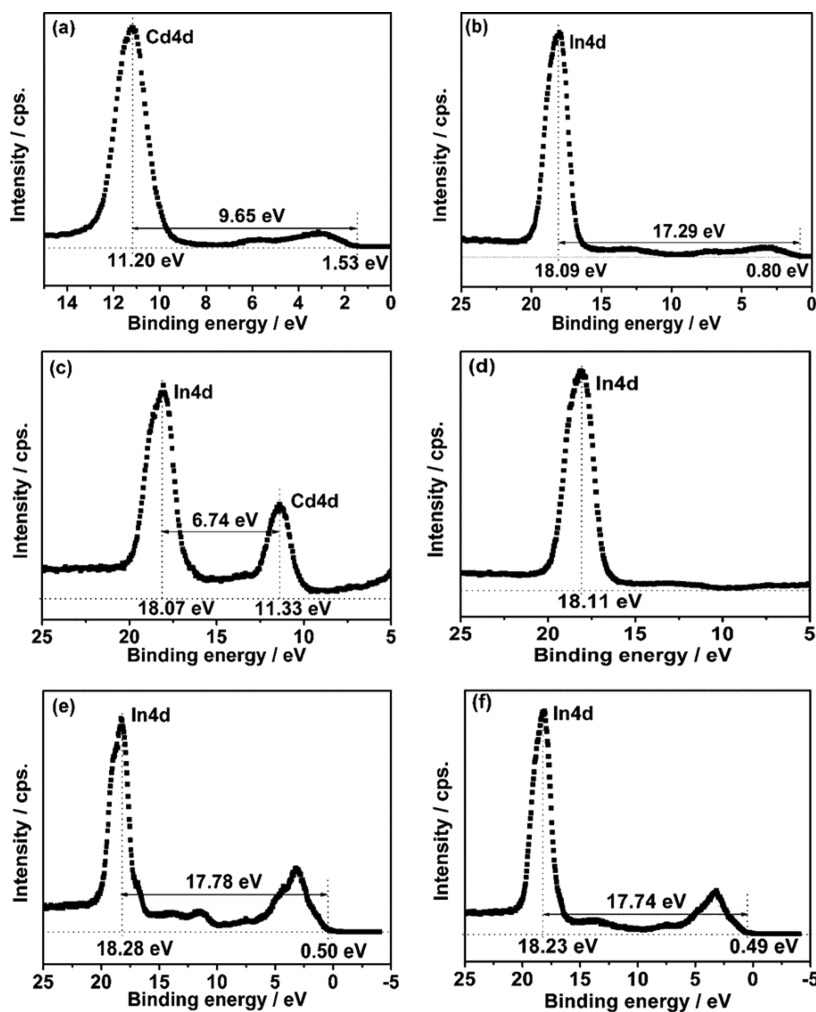 (a)
Cd4d
Intensity / cps.
9.65 eV
11.20 eV
1.53 eV
14 12 10 8 6 4 2 0
Binding energy / eV
(b)
In4d
Intensity / cps.
17.29 eV
18.09 eV
0.80 eV
25 20 15 10 5 0
Binding energy / eV
(c)
In4d
Cd4d
Intensity / cps.
6.74 eV
18.07 eV
11.33 eV
25 20 15 10 5
Binding energy / eV
(d)
In4d
Intensity / cps.
18.11 eV
25 20 15 10 5
Binding energy / eV
(e)
In4d
Intensity / cps.
17.78 eV
18.28 eV
0.50 eV
25 20 15 10 5 0 -5
Binding energy / eV
(f)
In4d
Intensity / cps.
17.74 eV
18.23 eV
0.49 eV
25 20 15 10 5 0 -5
Binding energy / eV